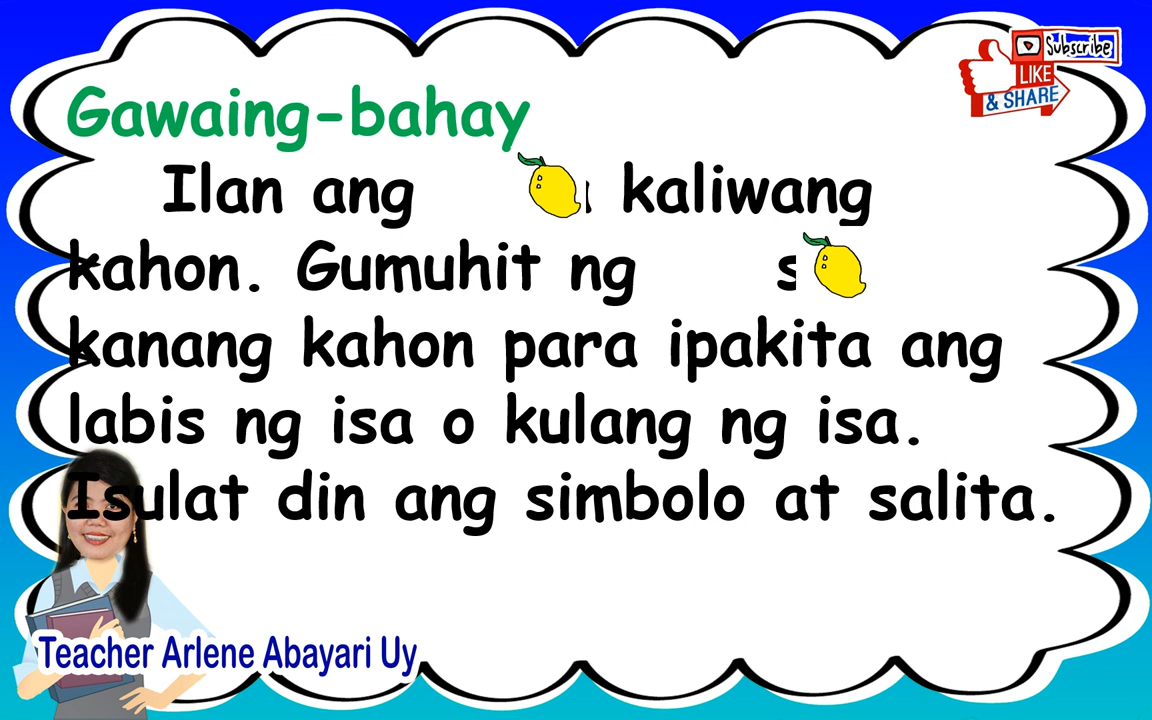 Gawaing-bahay
Ilan ang kaliwang
kahon. Gumuhit ng
kanang kahon para ipakita ang
labis ng isa o kulang ng isa.
Isulat din ang simbolo at salita.
Subscribe
LIKE
& SHARE
Teacher Arlene Abayari Uy